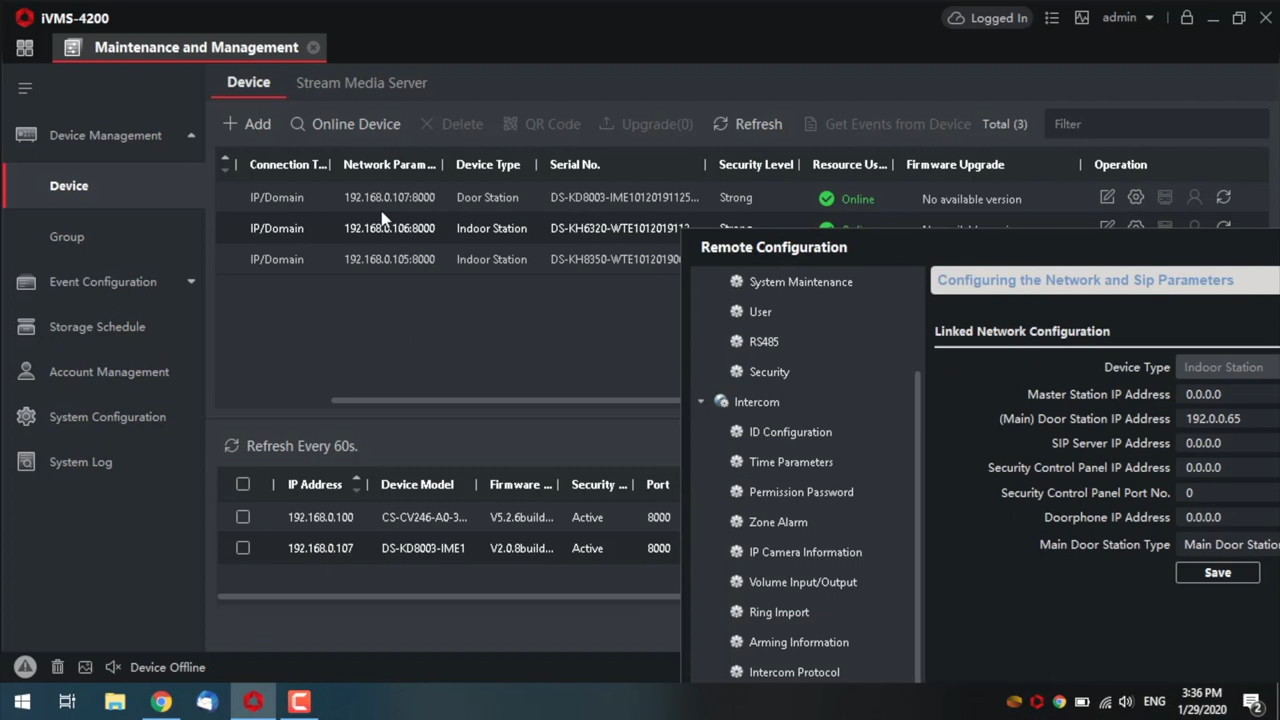 iVMS-4200
Logged In
admin
Maintenance and Management
Device
Stream Media Server
Device Management
Device
Group
Event Configuration
Storage Schedule
Account Management
System Configuration
System Log
Add
Online Device
Delete
QR Code
Upgrade(0)
Refresh
Get Events from Device
Total (3)
Filter
Connection T... Network Param... Device Type Serial No. Security Level Resource Us... Firmware Upgrade Operation
IP/Domain 192.168.0.107:8000 Door Station DS-KD8003-IME10120191125... Strong Online No available version
IP/Domain 192.168.0.106:8000 Indoor Station DS-KH6320-WTE1012019112
IP/Domain 192.168.0.105:8000 Indoor Station DS-KH8350-WTE101201900
Refresh Every 60s.
IP Address Device Model Firmware ... Security ... Port
192.168.0.100 CS-CV246-A0-3... V5.2.6build... Active 8000
192.168.0.107 DS-KD8003-IME1 V2.0.8build... Active 8000
Remote Configuration
System Maintenance
User
RS485
Security
Intercom
ID Configuration
Time Parameters
Permission Password
Zone Alarm
IP Camera Information
Volume Input/Output
Ring Import
Arming Information
Intercom Protocol
Configuring the Network and Sip Parameters
Linked Network Configuration
Device Type Indoor Station
Master Station IP Address 0.0.0.0
(Main) Door Station IP Address 192.0.0.65
SIP Server IP Address 0.0.0.0
Security Control Panel IP Address 0.0.0.0
Security Control Panel Port No. 0
Doorphone IP Address 0.0.0.0
Main Door Station Type Main Door Statio
Save
Device Offline
ENG
3:36 PM
1/29/2020
2